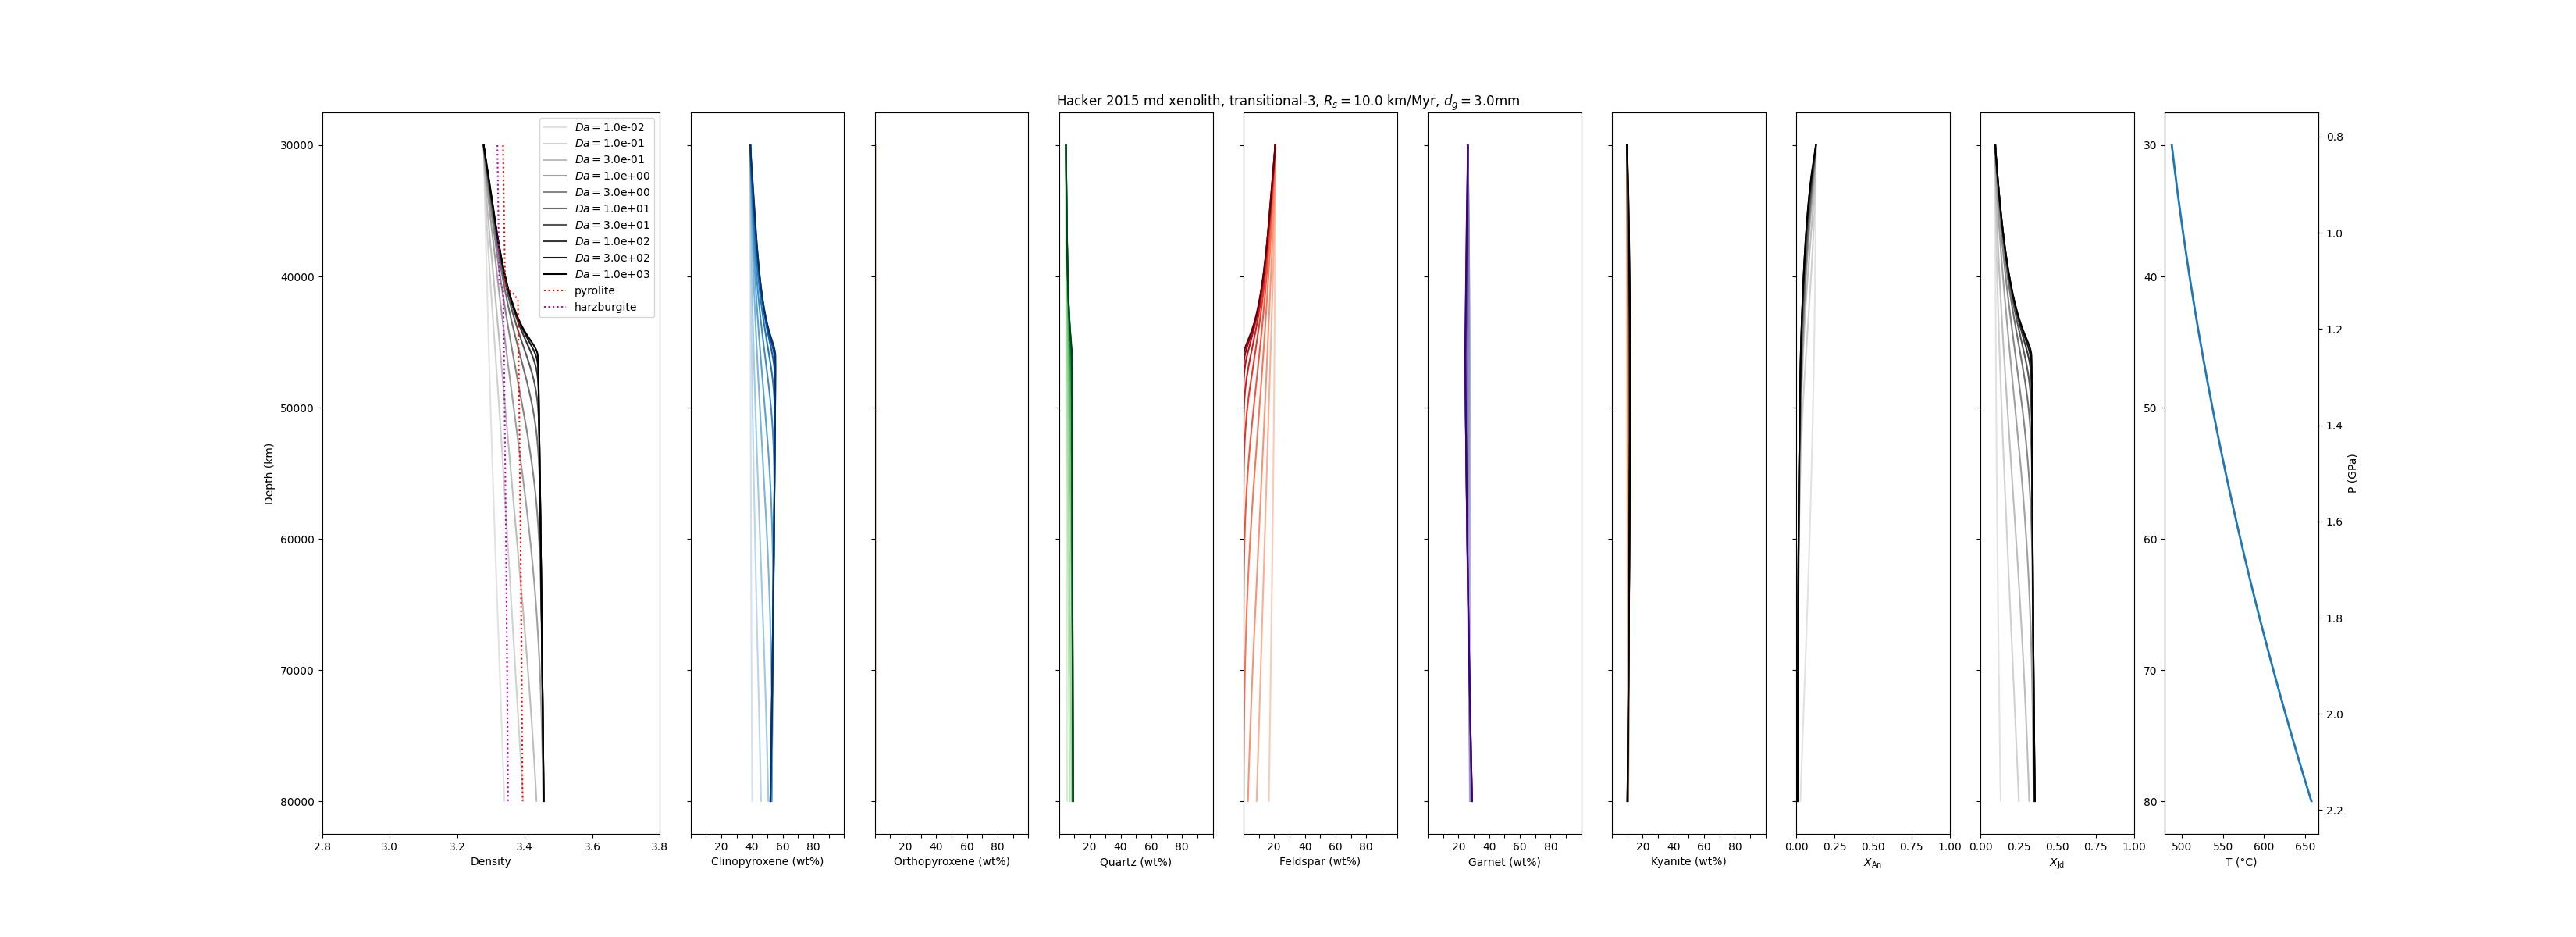 Hacker 2015 md xenolith, transitional-3, Rs = 10.0 km/Myr, dg = 3.0mm
Da = 1.0e-02
Da = 1.0e-01
Da = 3.0e-01
Da = 1.0e+00
Da = 3.0e+00
Da = 1.0e+01
Da = 3.0e+01
Da = 1.0e+02
Da = 3.0e+02
Da = 1.0e+03
pyrolite
harzburgite
Depth (km)
30000
40000
50000
60000
70000
80000
2.8 3.0 3.2 3.4 3.6 3.8
Density
20 40 60 80
Clinopyroxene (wt%)
20 40 60 80
Orthopyroxene (wt%)
20 40 60 80
Quartz (wt%)
20 40 60 80
Feldspar (wt%)
20 40 60 80
Garnet (wt%)
20 40 60 80
Kyanite (wt%)
0.00 0.25 0.50 0.75 1.00
XAn
0.00 0.25 0.50 0.75 1.00
XJd
30
40
50
60
70
80
500 550 600 650
T (°C)
0.8
1.0
1.2
1.4
1.6
1.8
2.0
2.2
P (GPa)